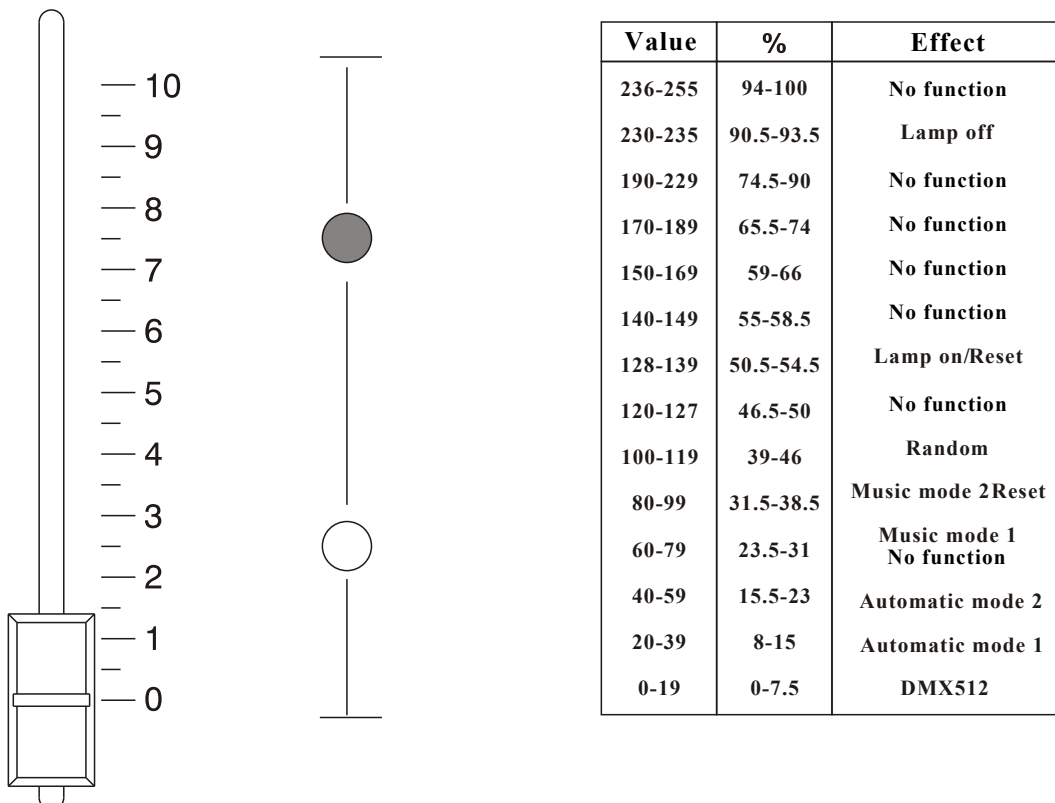 10
9
8
7
6
5
4
3
2
1
0
Value % Effect
236-255 94-100 No function
230-235 90.5-93.5 Lamp off
190-229 74.5-90 No function
170-189 65.5-74 No function
150-169 59-66 No function
140-149 55-58.5 No function
128-139 50.5-54.5 Lamp on/Reset
120-127 46.5-50 No function
100-119 39-46 Random
80-99 31.5-38.5 Music mode 2Reset
60-79 23.5-31 Music mode 1
No function
40-59 15.5-23 Automatic mode 2
20-39 8-15 Automatic mode 1
0-19 0-7.5 DMX512